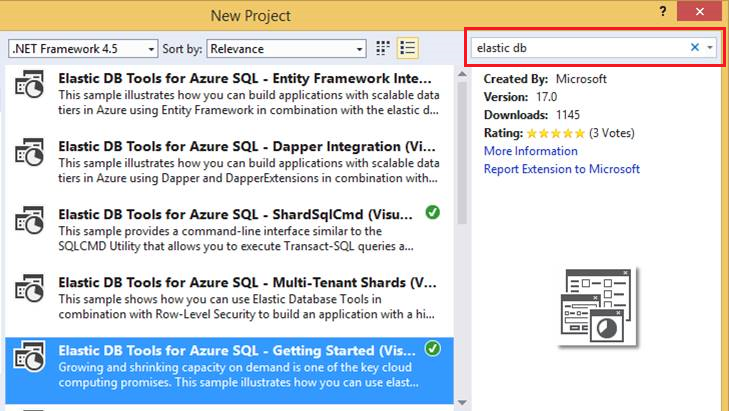 New Project
?
.NET Framework 4.5
Sort by:
Relevance
elastic db
Elastic DB Tools for Azure SQL - Entity Framework Inte...
This sample illustrates how you can build applications with scalable data
tiers in Azure using Entity Framework in combination with the elastic d...
Elastic DB Tools for Azure SQL - Dapper Integration (Vis...
This sample illustrates how you can build applications with scalable data
tiers in Azure using Dapper and DapperExtensions in combination with...
Elastic DB Tools for Azure SQL - ShardSqlCmd (Visu...
This sample provides a command-line interface similar to the
SQLCMD Utility that allows you to execute Transact-SQL queries a...
Elastic DB Tools for Azure SQL - Multi-Tenant Shards (V...
This sample shows how you can use Elastic Database Tools in
combination with Row-Level Security to build an application with a hi...
Elastic DB Tools for Azure SQL - Getting Started (Vis...
Growing and shrinking capacity on demand is one of the key cloud
computing promises. This sample illustrates how you can use elast...
Created By: Microsoft
Version: 17.0
Downloads: 1145
Rating: ★★★★★ (3 Votes)
More Information
Report Extension to Microsoft